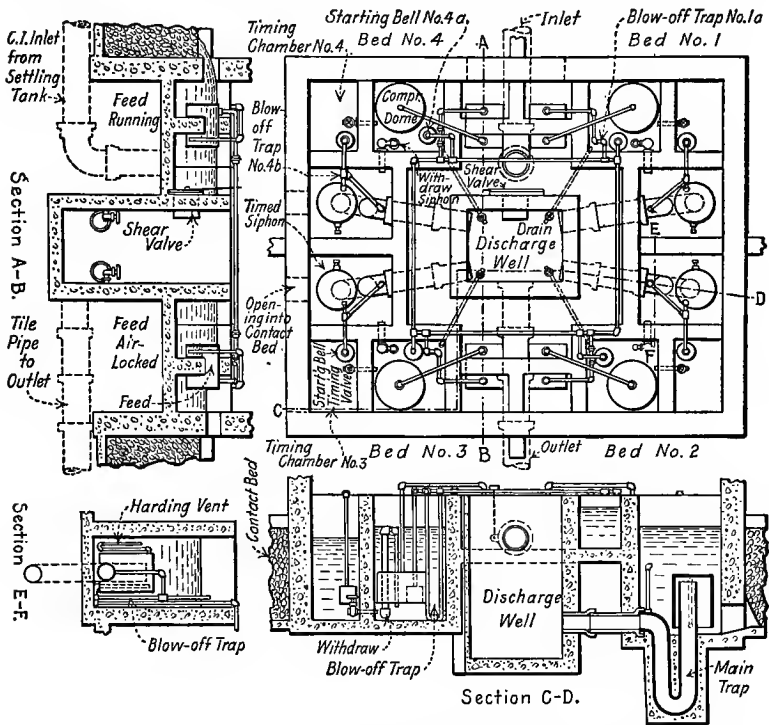 C.I. Inlet
from
Settling
Tank
Feed
Running
Shear
Valve
Section A-B.
Tile
Pipe
to
Outlet
Feed
Air-
Locked
Feed
Timing
Chamber No.4.
Starting Bell No.4a
Bed No. 4
A
Inlet
Blow-off Trap No.1a
Bed No. 1
Blow-
off
Trap
No.4b
Timed
Siphon
Compr.
Dome
With-
draw
Siphon
Shear
Valve
Drain
Discharge
Well
E
D
F
Open-
ing into
Contact
Bed
Start'g Bell
Timing
Valve
C
Timing
Chamber No.3
Bed No.3
B
Outlet
Bed No.2
Section E-F.
Harding Vent
Blow-off Trap
Contact Bed
Discharge
Well
Withdraw
Blow-off Trap
Main
Trap
Section C-D.